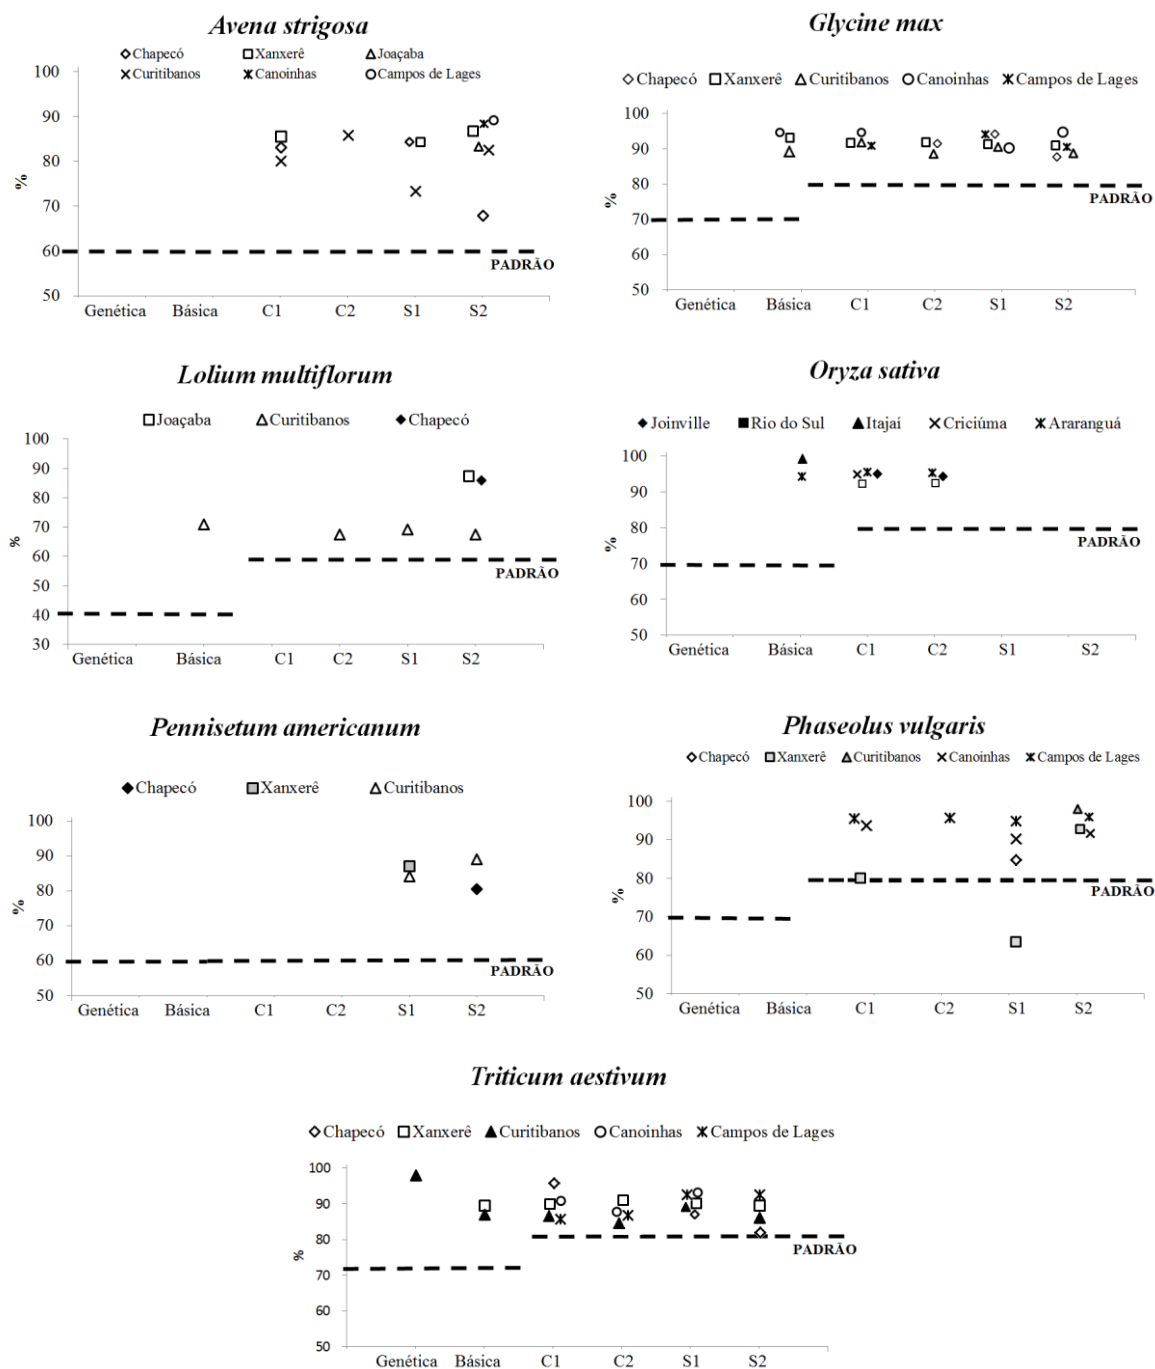 Avena strigosa
Chapecó Xanxerê Joaçaba
Curitibanos Canoinhas Campos de Lages
100
90
80
%
70
60
PADRÃO
50
Genética Básica C1 C2 S1 S2
Glycine max
Chapecó Xanxerê Curitibanos Canoinhas Campos de Lages
100
90
80
PADRÃO
%
70
60
50
Genética Básica C1 C2 S1 S2
Lolium multiflorum
Joaçaba Curitibanos Chapecó
100
90
80
70
%
60
PADRÃO
50
40
30
Genética Básica C1 C2 S1 S2
Oryza sativa
Joinville Rio do Sul Itajaí Criciúma Araranguá
100
90
80
PADRÃO
%
70
60
50
Genética Básica C1 C2 S1 S2
Pennisetum americanum
Chapecó Xanxerê Curitibanos
100
90
80
%
70
60
PADRÃO
50
Genética Básica C1 C2 S1 S2
Phaseolus vulgaris
Chapecó Xanxerê Curitibanos Canoinhas Campos de Lages
100
90
80
PADRÃO
%
70
60
50
Genética Básica C1 C2 S1 S2
Triticum aestivum
Chapecó Xanxerê Curitibanos Canoinhas Campos de Lages
100
90
80
PADRÃO
%
70
60
50
Genética Básica C1 C2 S1 S2